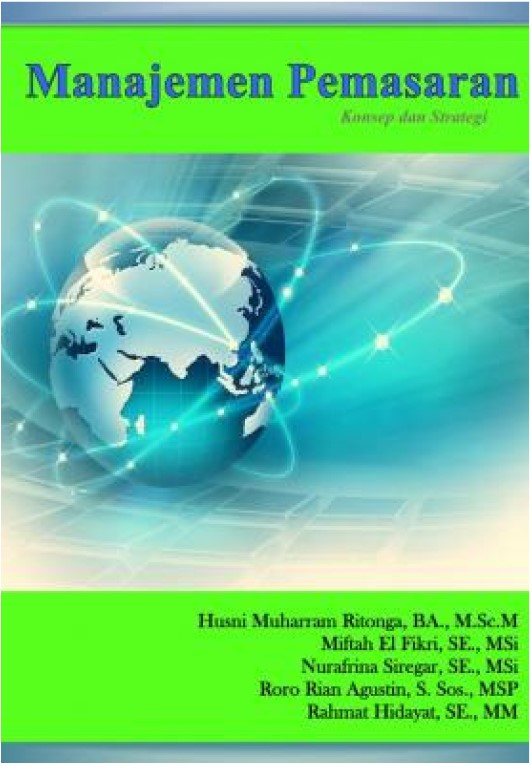 Manajemen Pemasaran
Konsep dan Strategi
Husni Muharram Ritonga, BA., M.Sc.M
Miftah El Fikri, SE., MSi
Nurafrina Siregar, SE., MSi
Roro Rian Agustin, S. Sos., MSP
Rahmat Hidayat, SE., MM